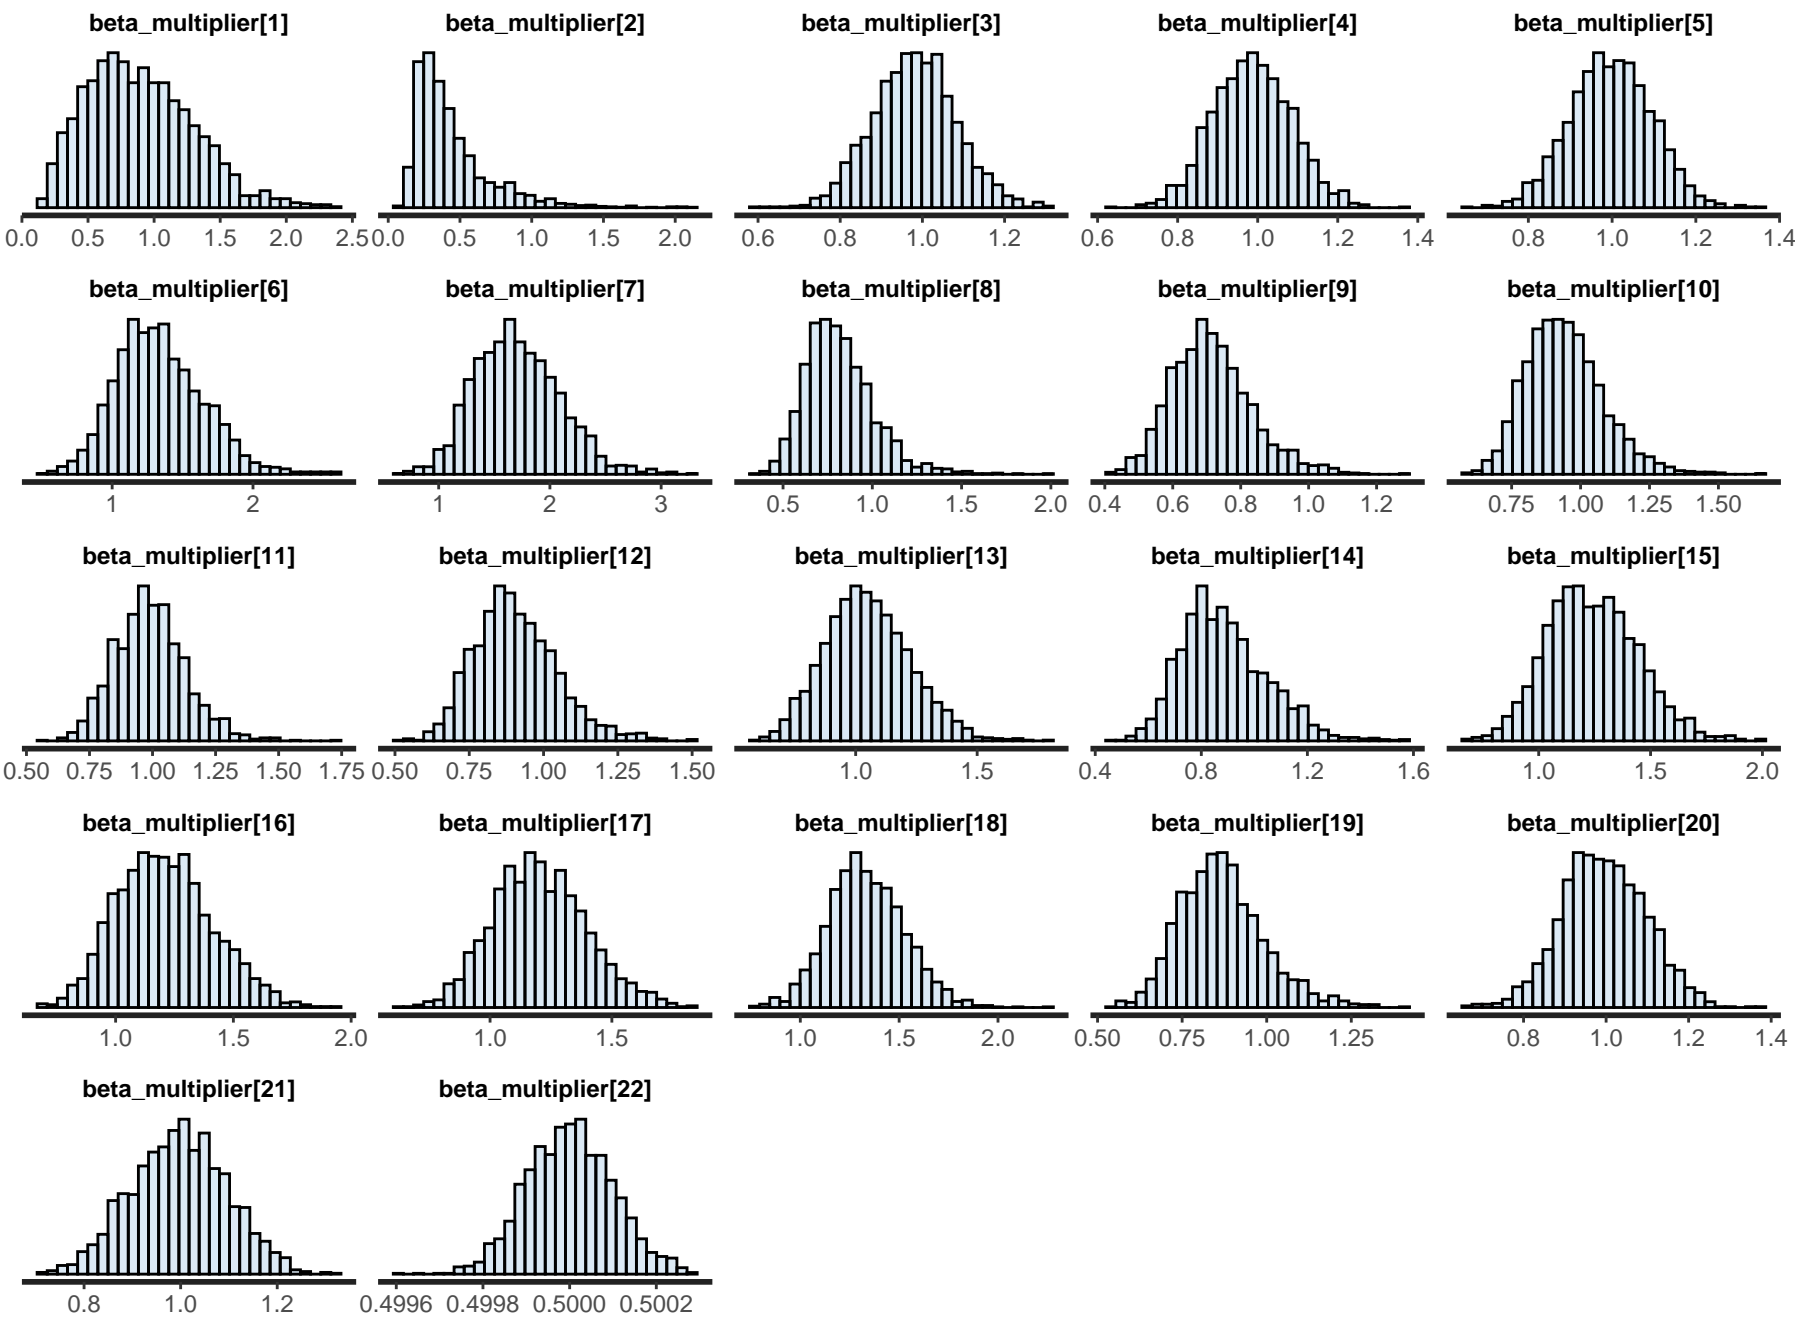 beta_multiplier[1] beta_multiplier[2] beta_multiplier[3] beta_multiplier[4] beta_multiplier[5]
0.0 0.5 1.0 1.5 2.0 2.5 0.0 0.5 1.0 1.5 2.0 0.6 0.8 1.0 1.2 0.6 0.8 1.0 1.2 1.4 0.8 1.0 1.2 1.4
beta_multiplier[6] beta_multiplier[7] beta_multiplier[8] beta_multiplier[9] beta_multiplier[10]
1 2 1 2 3 0.5 1.0 1.5 2.0 0.4 0.6 0.8 1.0 1.2 0.75 1.00 1.25 1.50
beta_multiplier[11] beta_multiplier[12] beta_multiplier[13] beta_multiplier[14] beta_multiplier[15]
0.50 0.75 1.00 1.25 1.50 1.75 0.50 0.75 1.00 1.25 1.50 1.0 1.5 0.4 0.8 1.2 1.6 1.0 1.5 2.0
beta_multiplier[16] beta_multiplier[17] beta_multiplier[18] beta_multiplier[19] beta_multiplier[20]
1.0 1.5 2.0 1.0 1.5 1.0 1.5 2.0 0.50 0.75 1.00 1.25 0.8 1.0 1.2 1.4
beta_multiplier[21] beta_multiplier[22]
0.8 1.0 1.2 0.4996 0.4998 0.5000 0.5002